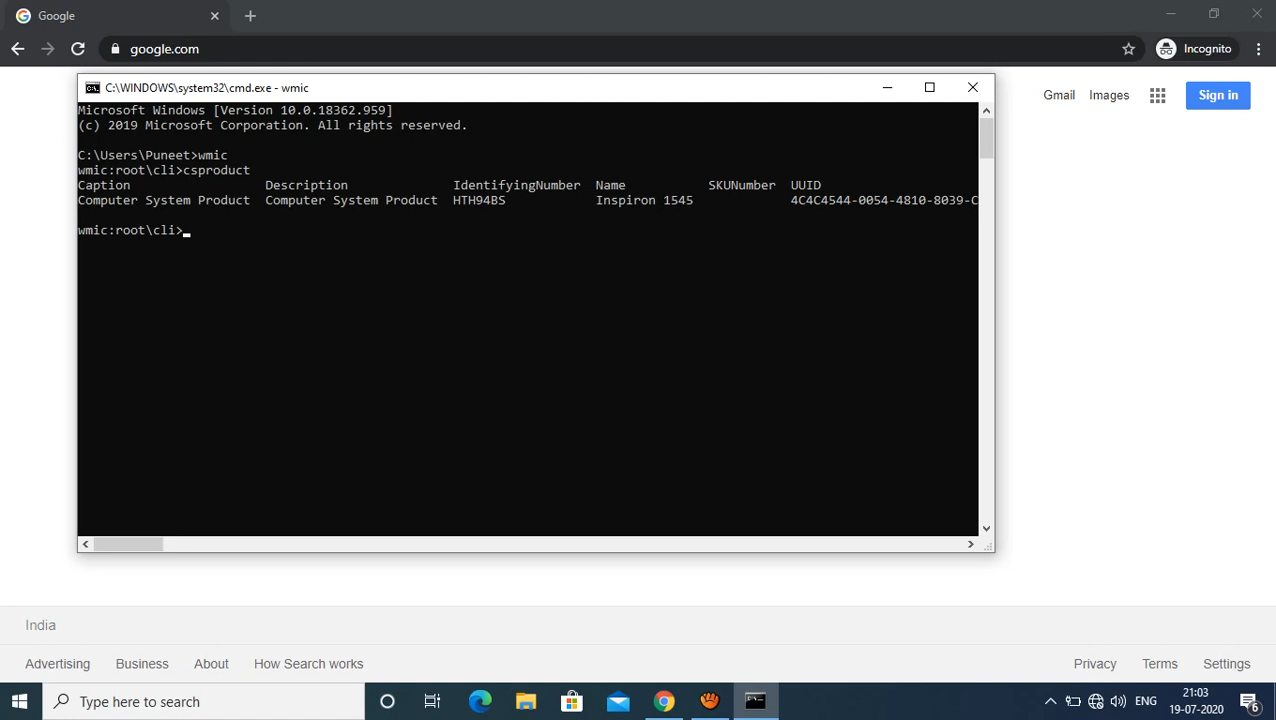 Google
google.com
Incognito
C:\WINDOWS\system32\cmd.exe - wmic
Gmail Images Sign in
Microsoft Windows [Version 10.0.18362.959]
(c) 2019 Microsoft Corporation. All rights reserved.
C:\Users\Puneet>wmic
wmic:root\cli>csproduct
Caption Description IdentifyingNumber Name SKUNumber UUID
Computer System Product Computer System Product HTH94BS Inspiron 1545 4C4C4544-0054-4810-8039-C
wmic:root\cli>
India
Advertising Business About How Search works Privacy Terms Settings
Type here to search
ENG
21:03
19-07-2020
6